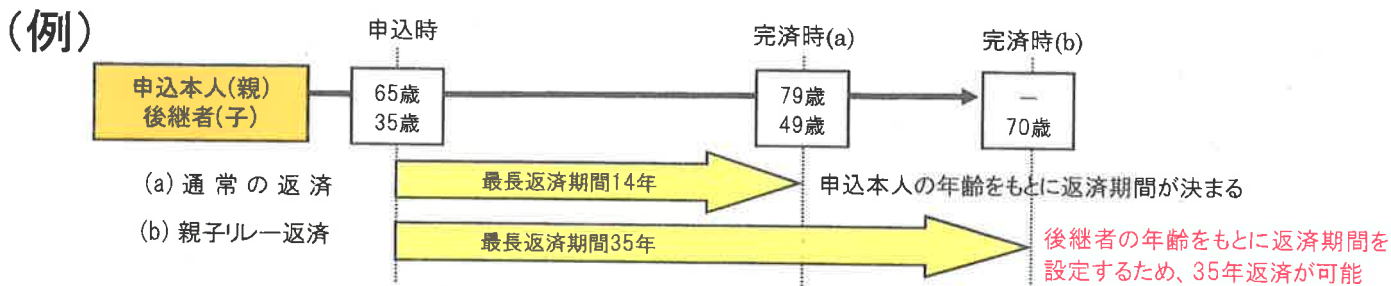 (例)
申込時
完済時(a)
完済時(b)
申込本人(親)
後継者(子)
65歳
35歳
79歳
49歳
―
70歳
(a) 通常の返済
最長返済期間14年
申込本人の年齢をもとに返済期間が決まる
(b) 親子リレー返済
最長返済期間35年
後継者の年齢をもとに返済期間を
設定するため、35年返済が可能